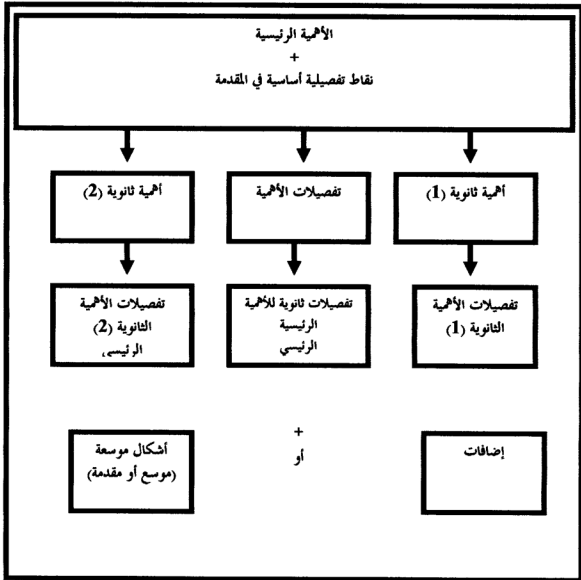 الأهمية الرئيسية
+
نقاط تفصيلية أساسية في المقدمة
أهمية ثانوية (1)
تفصيلات الأهمية
أهمية ثانوية (2)
تفصيلات الأهمية
الثانوية (1)
تفصيلات ثانوية للأهمية
الرئيسية
الرئيسي
تفصيلات الأهمية
الثانوية (2)
الرئيسي
إضافات
+
أو
أشكال موسعة
(موسع أو مقدمة)